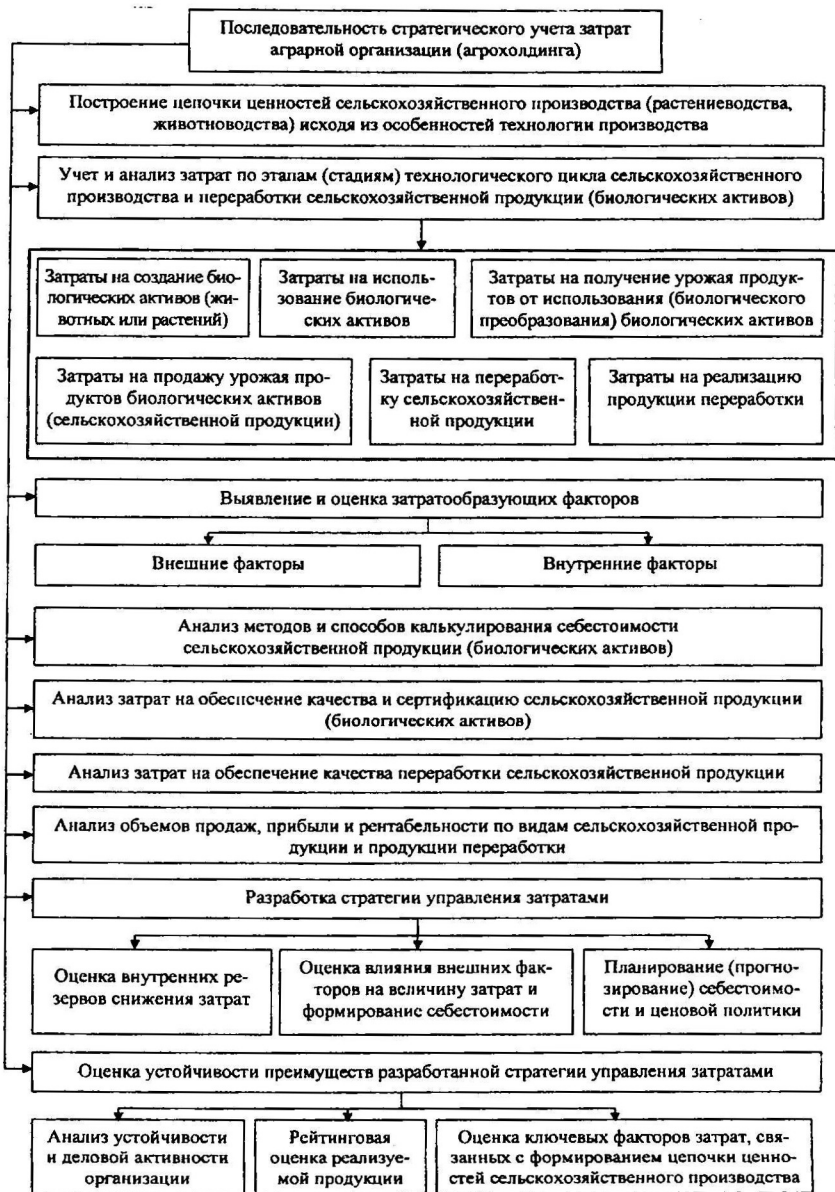 Последовательность стратегического учета затрат
аграрной организации (агрохолдинга)
Построение цепочки ценностей сельскохозяйственного производства (растениеводства,
животноводства) исходя из особенностей технологии производства
Учет и анализ затрат по этапам (стадиям) технологического цикла сельскохозяйственного
производства и переработки сельскохозяйственной продукции (биологических активов)
Затраты на создание био-
логических активов (жи-
вотных или растений)
Затраты на исполь-
зование биологиче-
ских активов
Затраты на получение урожая продук-
тов от использования (биологического
преобразования) биологических активов
Затраты на продажу урожая про-
дуктов биологических активов
(сельскохозяйственной продукции)
Затраты на переработ-
ку сельскохозяйствен-
ной продукции
Затраты на реализацию
продукции переработки
Выявление и оценка затратообразующих факторов
Внешние факторы
Внутренние факторы
Анализ методов и способов калькулирования себестоимости
сельскохозяйственной продукции (биологических активов)
Анализ затрат на обеспечение качества и сертификацию сельскохозяйственной продукции
(биологических активов)
Анализ затрат на обеспечение качества переработки сельскохозяйственной продукции
Анализ объемов продаж, прибыли и рентабельности по видам сельскохозяйственной про-
дукции и продукции переработки
Разработка стратегии управления затратами
Оценка внутренних ре-
зервов снижения затрат
Оценка влияния внешних фак-
торов на величину затрат и
формирование себестоимости
Планирование (прогно-
зирование) себестоимо-
сти и ценовой политики
Оценка устойчивости преимуществ разработанной стратегии управления затратами
Анализ устойчивости
и деловой активности
организации
Рейтинговая
оценка реализуе-
мой продукции
Оценка ключевых факторов затрат, свя-
занных с формированием цепочки ценно-
стей сельскохозяйственного производства